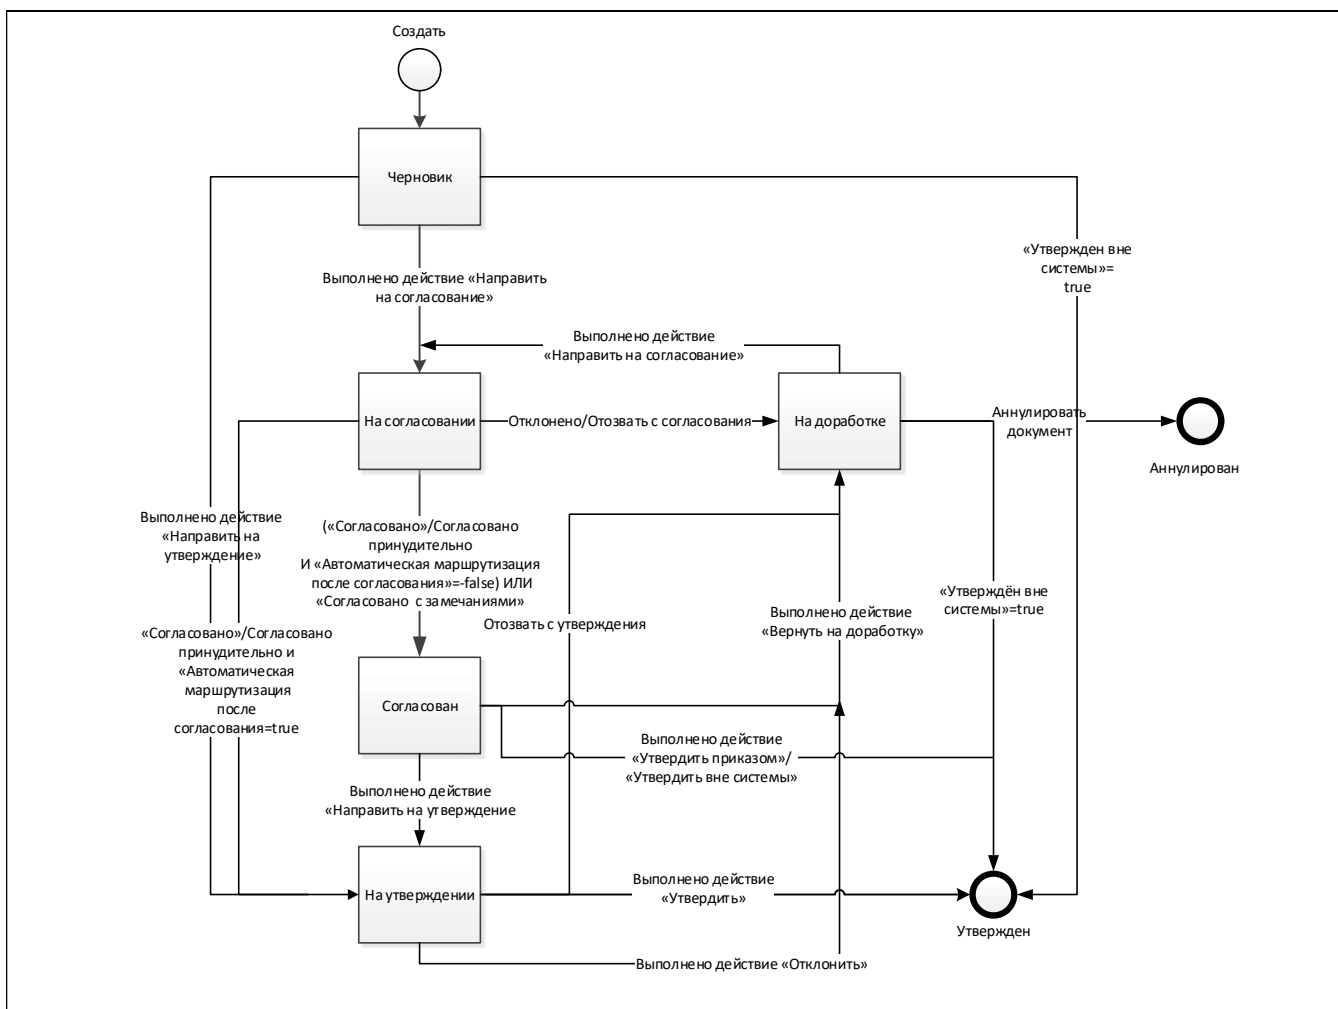 Создать
Черновик
«Утвержден вне
системы»=
true
Выполнено действие «Направить
на согласование»
Выполнено действие
«Направить на согласование»
На согласовании
Отклонено/Отозвать с согласования
На доработке
Аннулировать
документ
Аннулирован
Выполнено действие
«Направить на
утверждение»
(«Согласовано»/Согласовано
принудительно
И «Автоматическая маршрутизация
после согласования»=-false) ИЛИ
«Согласовано с замечаниями»
«Утверждён вне
системы»=true
Выполнено действие
«Вернуть на доработку»
Отозвать с утверждения
«Согласовано»/Согласовано
принудительно и
«Автоматическая
маршрутизация
после
согласования=true
Согласован
Выполнено действие
«Утвердить приказом»/
«Утвердить вне системы»
Выполнено действие
«Направить на утверждение
На утверждении
Выполнено действие
«Утвердить»
Утвержден
Выполнено действие «Отклонить»